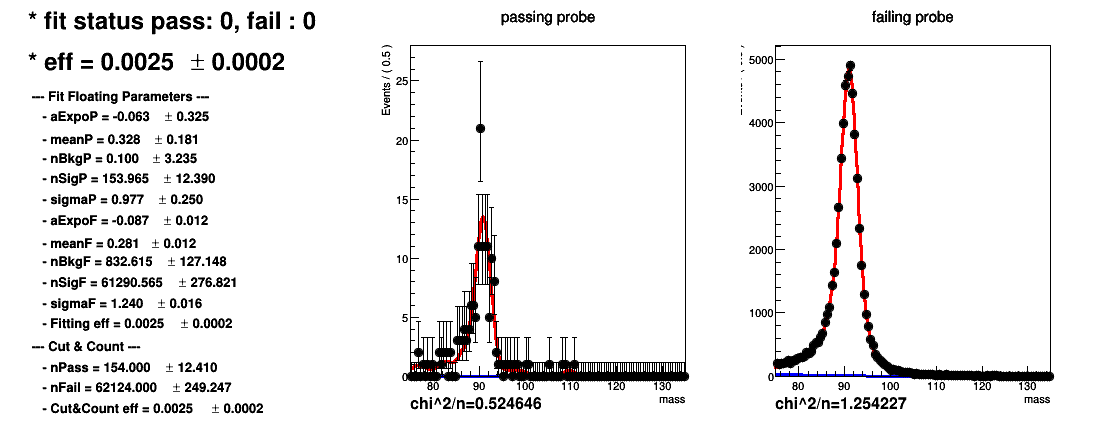 * fit status pass: 0, fail : 0
* eff = 0.0025 ± 0.0002
--- Fit Floating Parameters ---
- aExpoP = -0.063 ± 0.325
- meanP = 0.328 ± 0.181
- nBkgP = 0.100 ± 3.235
- nSigP = 153.965 ± 12.390
- sigmaP = 0.977 ± 0.250
- aExpoF = -0.087 ± 0.012
- meanF = 0.281 ± 0.012
- nBkgF = 832.615 ± 127.148
- nSigF = 61290.565 ± 276.821
- sigmaF = 1.240 ± 0.016
- Fitting eff = 0.0025 ± 0.0002
--- Cut & Count ---
- nPass = 154.000 ± 12.410
- nFail = 62124.000 ± 249.247
- Cut&Count eff = 0.0025 ± 0.0002
passing probe
Events / ( 0.5 )
25
20
15
10
5
0
80 90 100 110 120 130
mass
chi^2/n=0.524646
failing probe
5000
4000
3000
2000
1000
0
80 90 100 110 120 130
mass
chi^2/n=1.254227